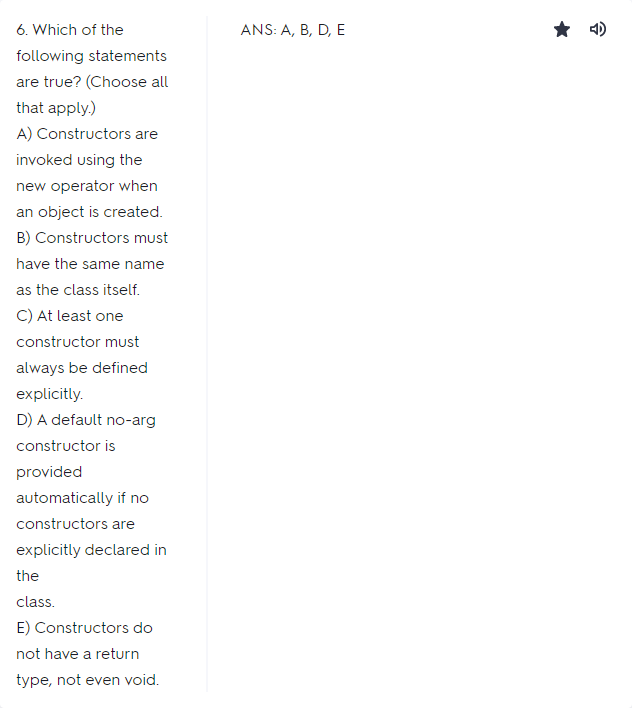 6. Which of the
following statements
are true? (Choose all
that apply.)
A) Constructors are
invoked using the
new operator when
an object is created.
B) Constructors must
have the same name
as the class itself.
C) At least one
constructor must
always be defined
explicitly.
D) A default no-arg
constructor is
provided
automatically if no
constructors are
explicitly declared in
the
class.
E) Constructors do
not have a return
type, not even void.
ANS: A, B, D, E